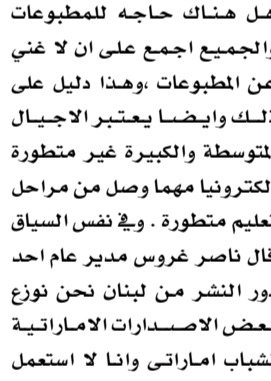 هل هناك حاجه للمطبوعات
والجميع اجمع على ان لا غني
عن المطبوعات ،وهذا دليل على
ذلك وايضا يعتبر الاجيال
المتوسطة والكبيرة غير متطورة
الكترونيا مهما وصل من مراحل
تعليم متطورة . وفي نفس السياق
قال ناصر غروس مدير عام احد
دور النشر من لبنان نحن نوزع
بعض الاصدارات الاماراتية
لشباب اماراتى وانا لا استعمل